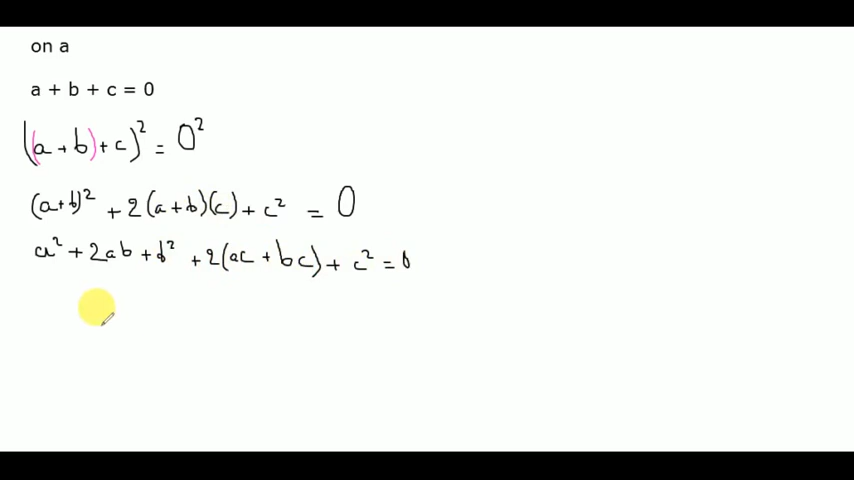 on a
a + b + c = 0
((a + b) + c)² = 0²
(a+b)² + 2(a+b)(c) + c² = 0
a² + 2ab + b² + 2(ac + bc) + c² = 0